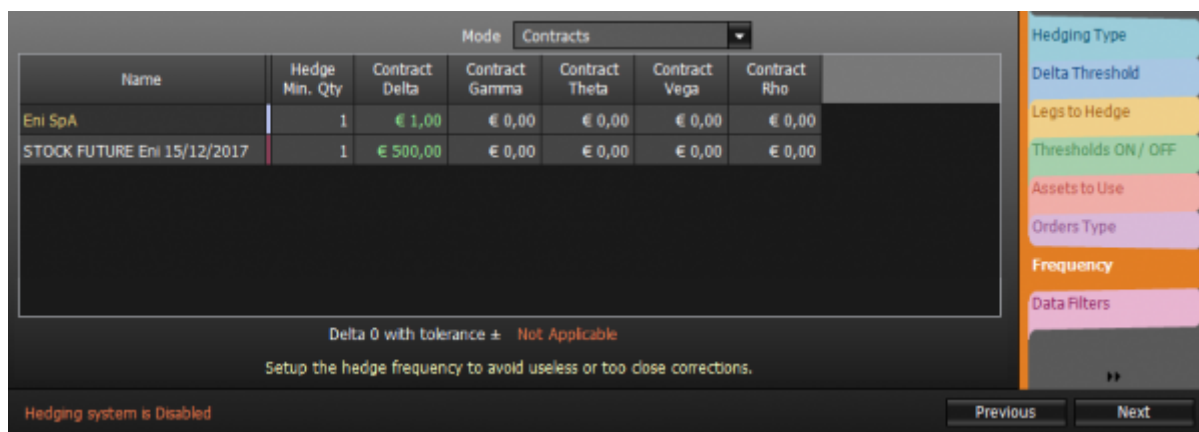 Mode Contracts
Name Hedge Min. Qty Contract Delta Contract Gamma Contract Theta Contract Vega Contract Rho
Eni SpA 1 € 1,00 € 0,00 € 0,00 € 0,00 € 0,00
STOCK FUTURE Eni 15/12/2017 1 € 500,00 € 0,00 € 0,00 € 0,00 € 0,00
Delta 0 with tolerance ± Not Applicable
Setup the hedge frequency to avoid useless or too close corrections.
Hedging system is Disabled
Previous Next
Hedging Type
Delta Threshold
Legs to Hedge
Thresholds ON / OFF
Assets to Use
Orders Type
Frequency
Data Filters